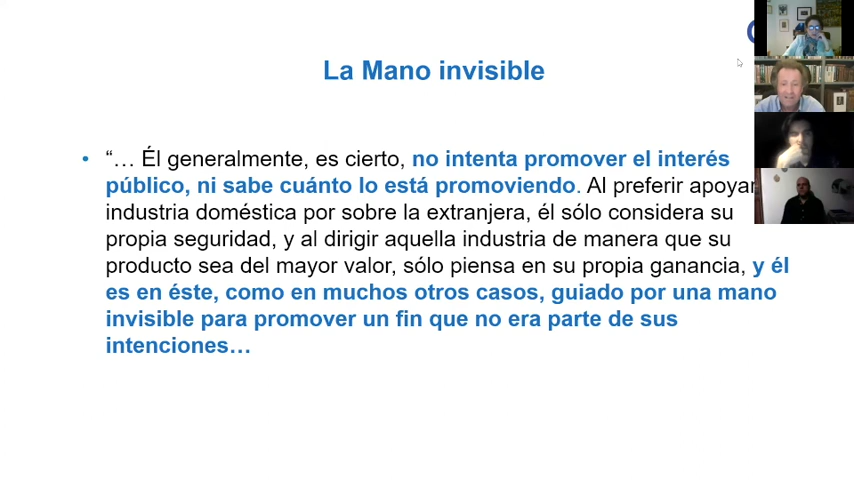 La Mano invisible
• “… Él generalmente, es cierto, no intenta promover el interés
público, ni sabe cuánto lo está promoviendo. Al preferir apoyar
industria doméstica por sobre la extranjera, él sólo considera su
propia seguridad, y al dirigir aquella industria de manera que su
producto sea del mayor valor, sólo piensa en su propia ganancia, y él
es en éste, como en muchos otros casos, guiado por una mano
invisible para promover un fin que no era parte de sus
intenciones…